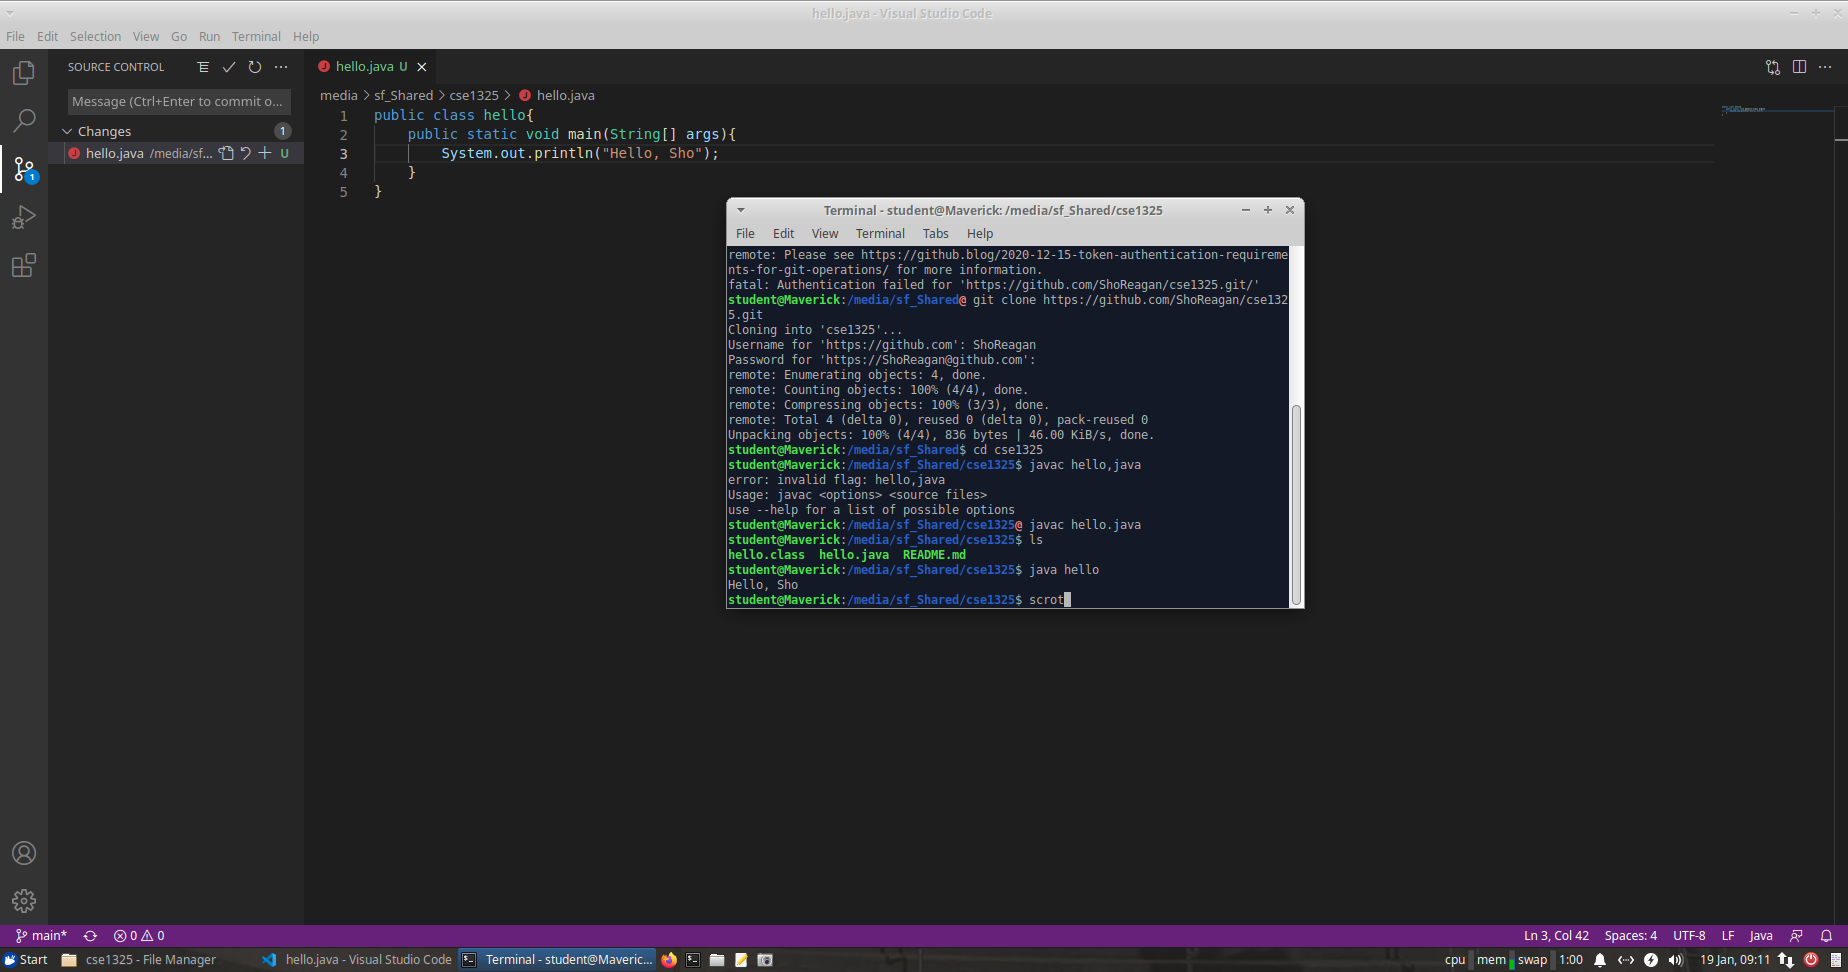 hello.java - Visual Studio Code
File Edit Selection View Go Run Terminal Help
SOURCE CONTROL
hello.java U
Message (Ctrl+Enter to commit o...
media > sf_Shared > cse1325 > hello.java
Changes 1
hello.java /media/sf... U
1
1 public class hello{
2 public static void main(String[] args){
3 System.out.println("Hello, Sho");
4 }
5 }
Terminal - student@Maverick: /media/sf_Shared/cse1325
File Edit View Terminal Tabs Help
remote: Please see https://github.blog/2020-12-15-token-authentication-requireme
nts-for-git-operations/ for more information.
fatal: Authentication failed for 'https://github.com/ShoReagan/cse1325.git/'
student@Maverick:/media/sf_Shared@ git clone https://github.com/ShoReagan/cse132
5.git
Cloning into 'cse1325'...
Username for 'https://github.com': ShoReagan
Password for 'https://ShoReagan@github.com':
remote: Enumerating objects: 4, done.
remote: Counting objects: 100% (4/4), done.
remote: Compressing objects: 100% (3/3), done.
remote: Total 4 (delta 0), reused 0 (delta 0), pack-reused 0
Unpacking objects: 100% (4/4), 836 bytes | 46.00 KiB/s, done.
student@Maverick:/media/sf_Shared$ cd cse1325
student@Maverick:/media/sf_Shared/cse1325$ javac hello,java
error: invalid flag: hello,java
Usage: javac <options> <source files>
use --help for a list of possible options
student@Maverick:/media/sf_Shared/cse1325@ javac hello.java
student@Maverick:/media/sf_Shared/cse1325$ ls
hello.class hello.java README.md
student@Maverick:/media/sf_Shared/cse1325$ java hello
Hello, Sho
student@Maverick:/media/sf_Shared/cse1325$ scrot
main* 0 0
Ln 3, Col 42 Spaces: 4 UTF-8 LF Java
Start cse1325 - File Manager hello.java - Visual Studio Code Terminal - student@Maveric... cpu mem swap 1:00 19 Jan, 09:11